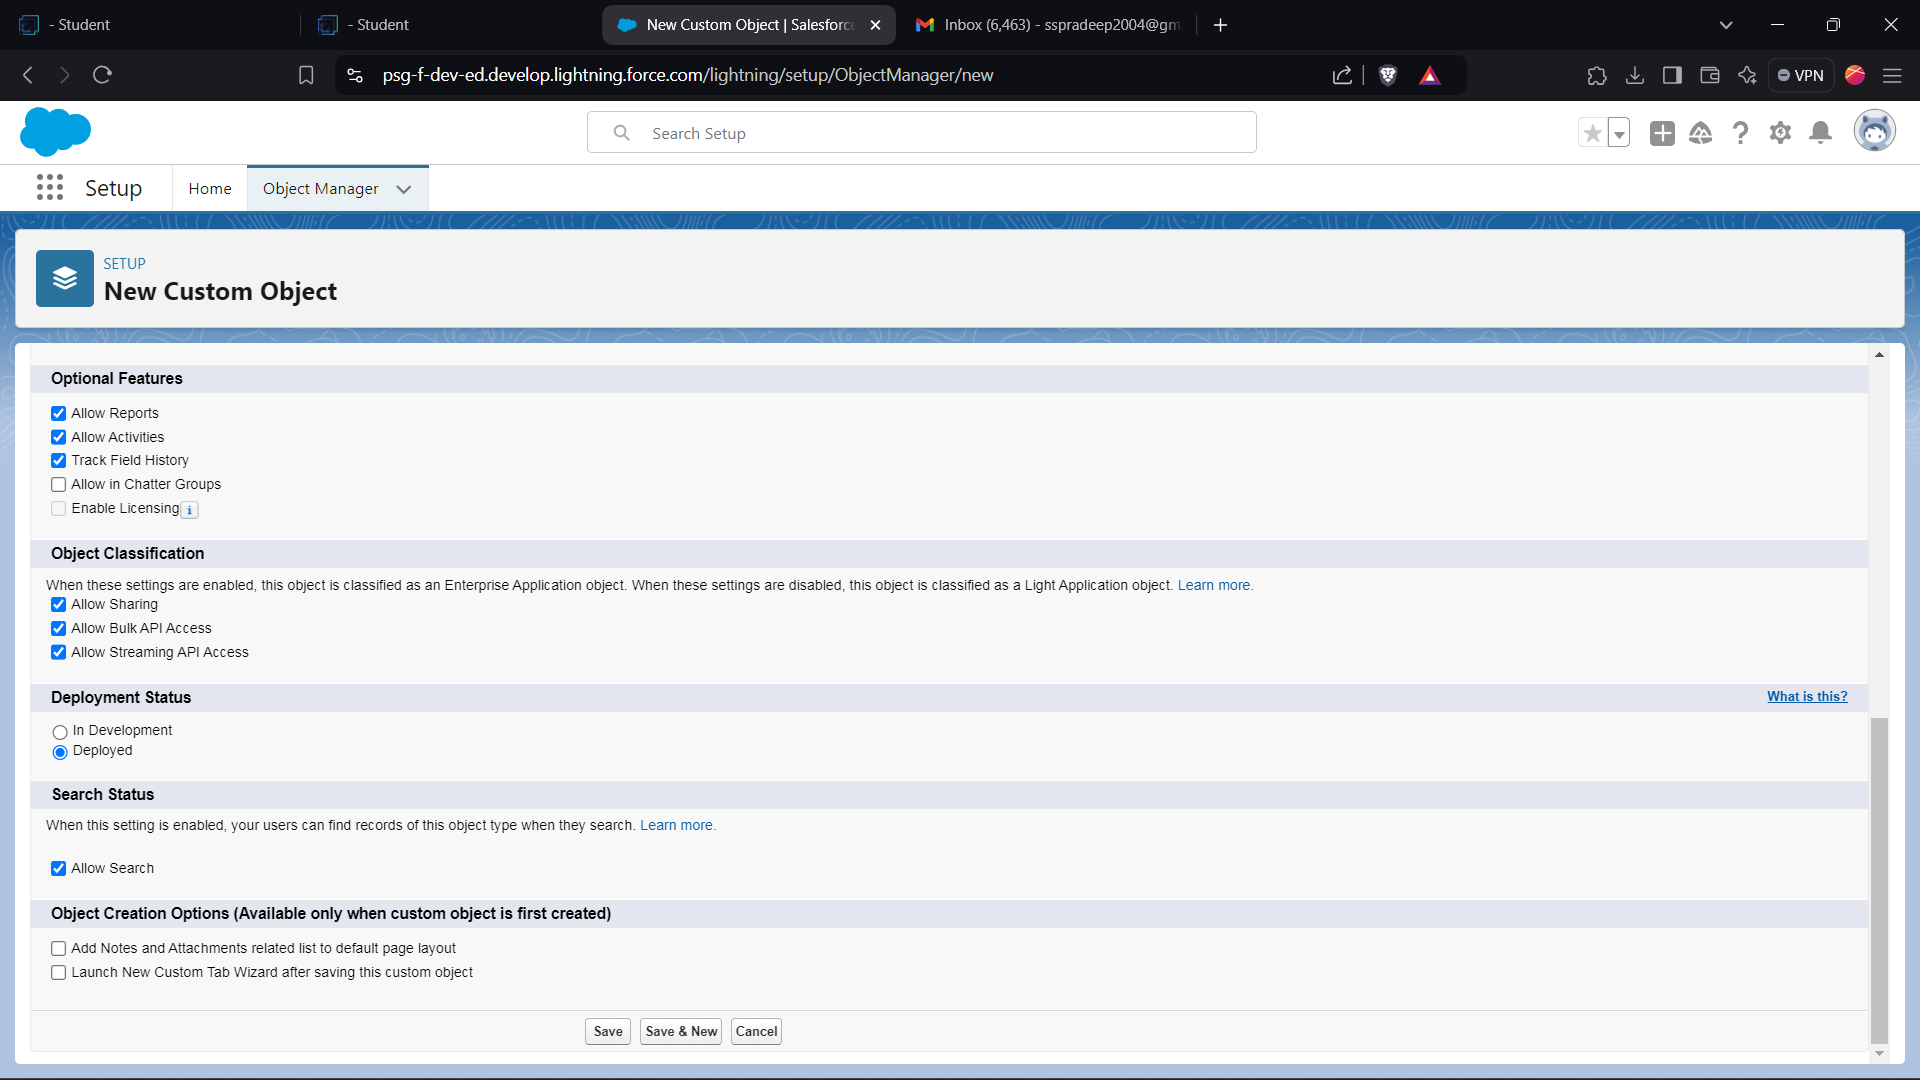 - Student
- Student
New Custom Object | Salesforce
Inbox (6,463) - sspradeep2004@gm
psg-f-dev-ed.develop.lightning.force.com/lightning/setup/ObjectManager/new
VPN
Search Setup
Setup
Home
Object Manager
SETUP
New Custom Object
Optional Features
Allow Reports
Allow Activities
Track Field History
Allow in Chatter Groups
Enable Licensing i
Object Classification
When these settings are enabled, this object is classified as an Enterprise Application object. When these settings are disabled, this object is classified as a Light Application object. Learn more.
Allow Sharing
Allow Bulk API Access
Allow Streaming API Access
Deployment Status
What is this?
In Development
Deployed
Search Status
When this setting is enabled, your users can find records of this object type when they search. Learn more.
Allow Search
Object Creation Options (Available only when custom object is first created)
Add Notes and Attachments related list to default page layout
Launch New Custom Tab Wizard after saving this custom object
Save
Save & New
Cancel